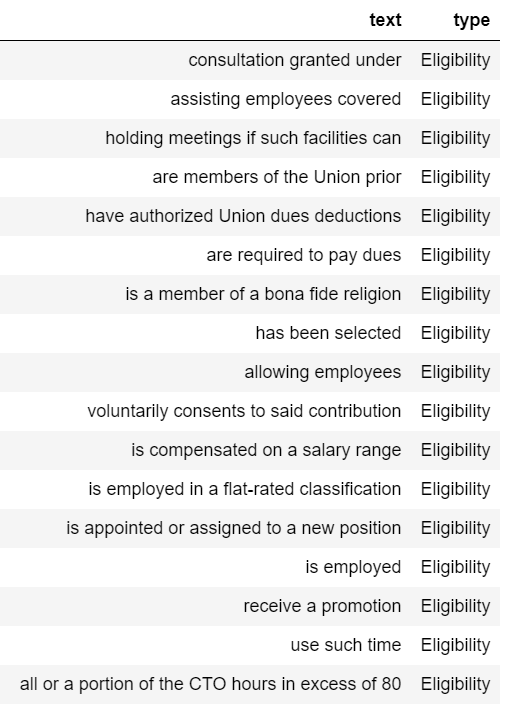 text type
consultation granted under Eligibility
assisting employees covered Eligibility
holding meetings if such facilities can Eligibility
are members of the Union prior Eligibility
have authorized Union dues deductions Eligibility
are required to pay dues Eligibility
is a member of a bona fide religion Eligibility
has been selected Eligibility
allowing employees Eligibility
voluntarily consents to said contribution Eligibility
is compensated on a salary range Eligibility
is employed in a flat-rated classification Eligibility
is appointed or assigned to a new position Eligibility
is employed Eligibility
receive a promotion Eligibility
use such time Eligibility
all or a portion of the CTO hours in excess of 80 Eligibility